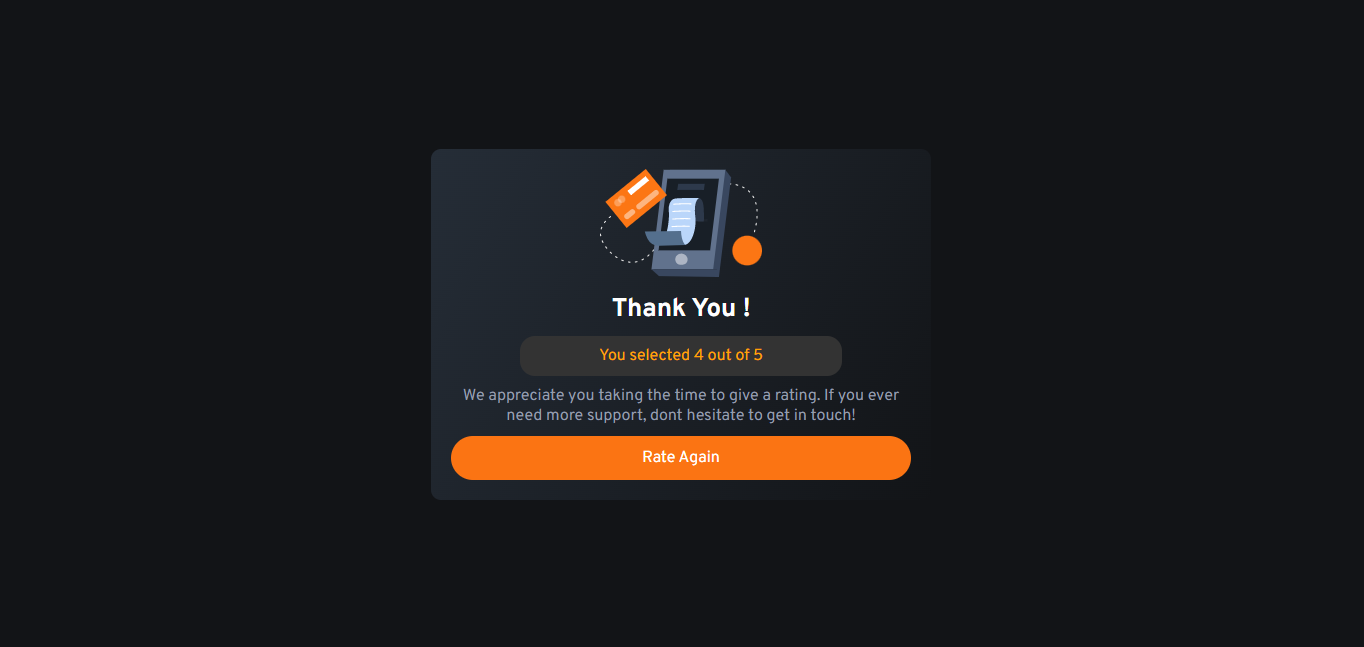 Thank You !
You selected 4 out of 5
We appreciate you taking the time to give a rating. If you ever
need more support, dont hesitate to get in touch!
Rate Again